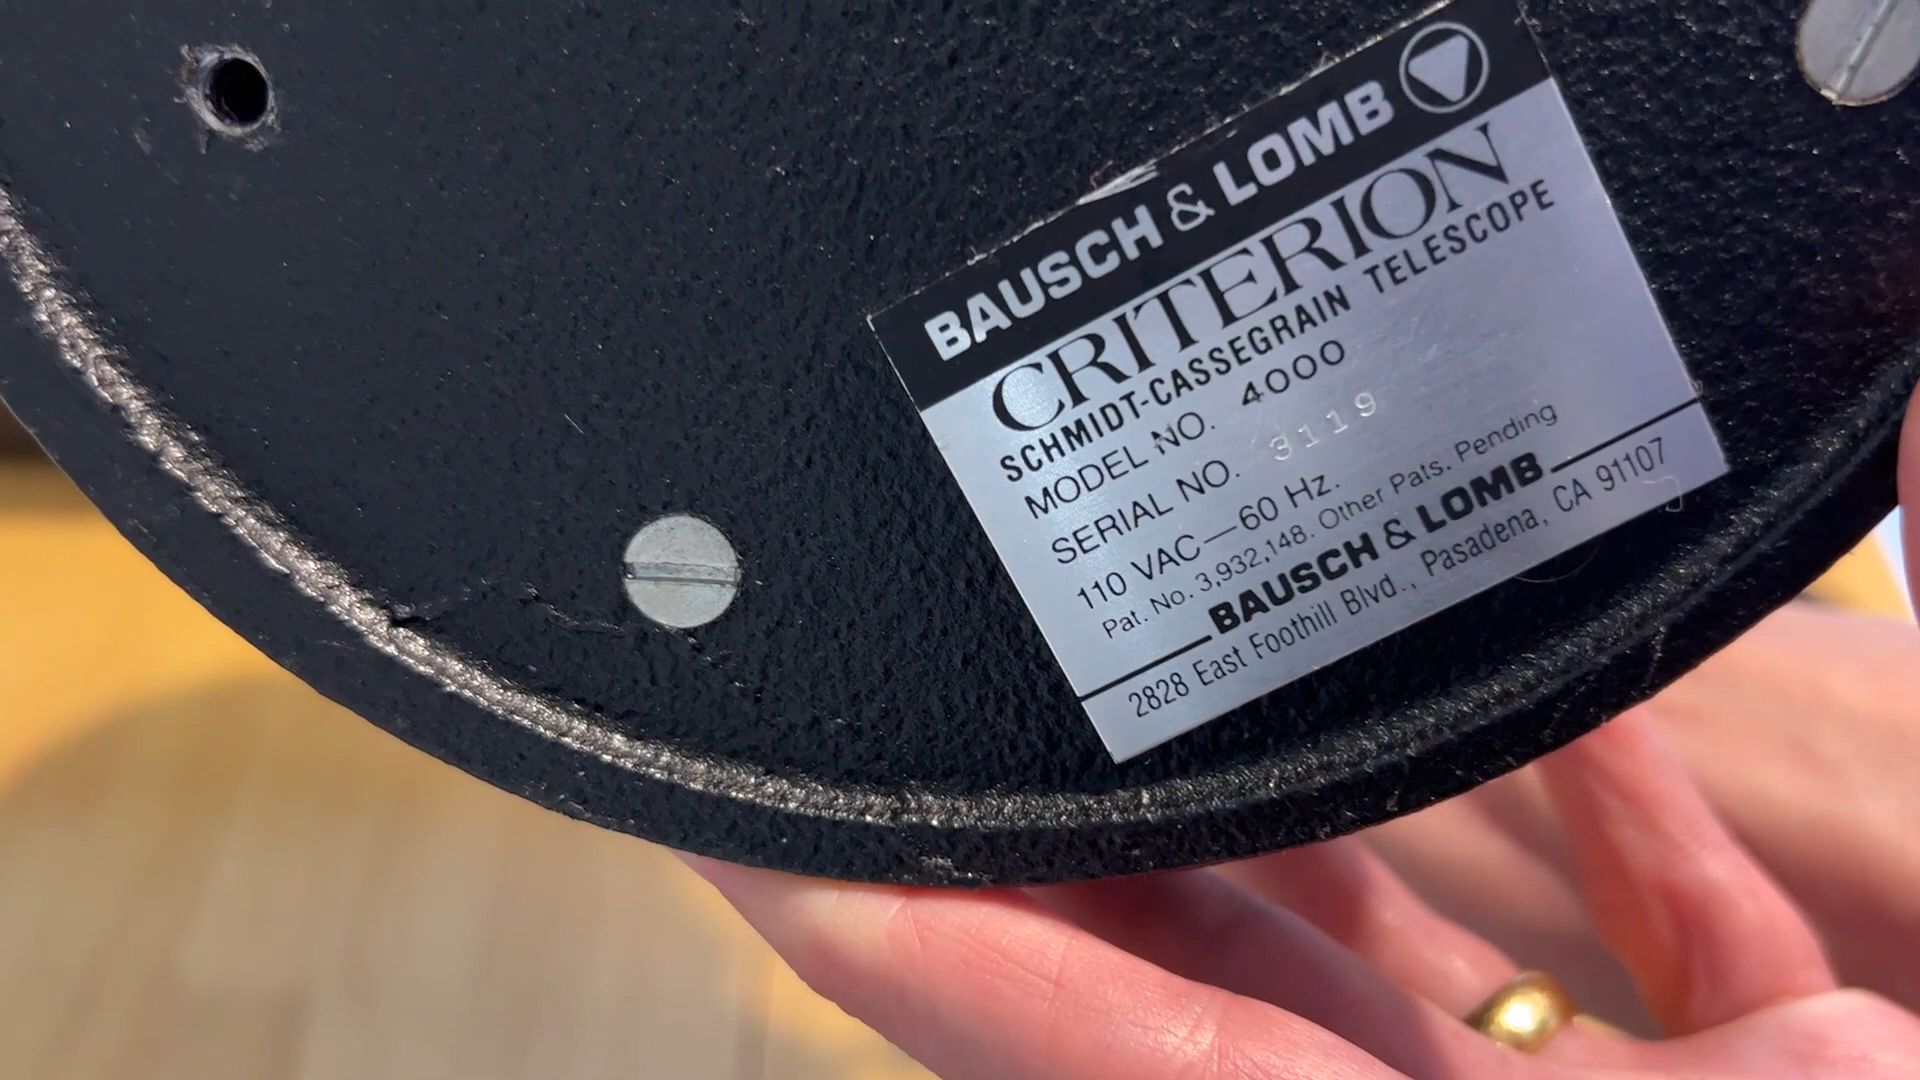 BAUSCH & LOMB
CRITERION
SCHMIDT-CASSEGRAIN TELESCOPE
MODEL NO. 4000
SERIAL NO. 3119
110 VAC—60 Hz.
Pat. No. 3,932,148. Other Pats. Pending
BAUSCH & LOMB
2828 East Foothill Blvd., Pasadena, CA 91107